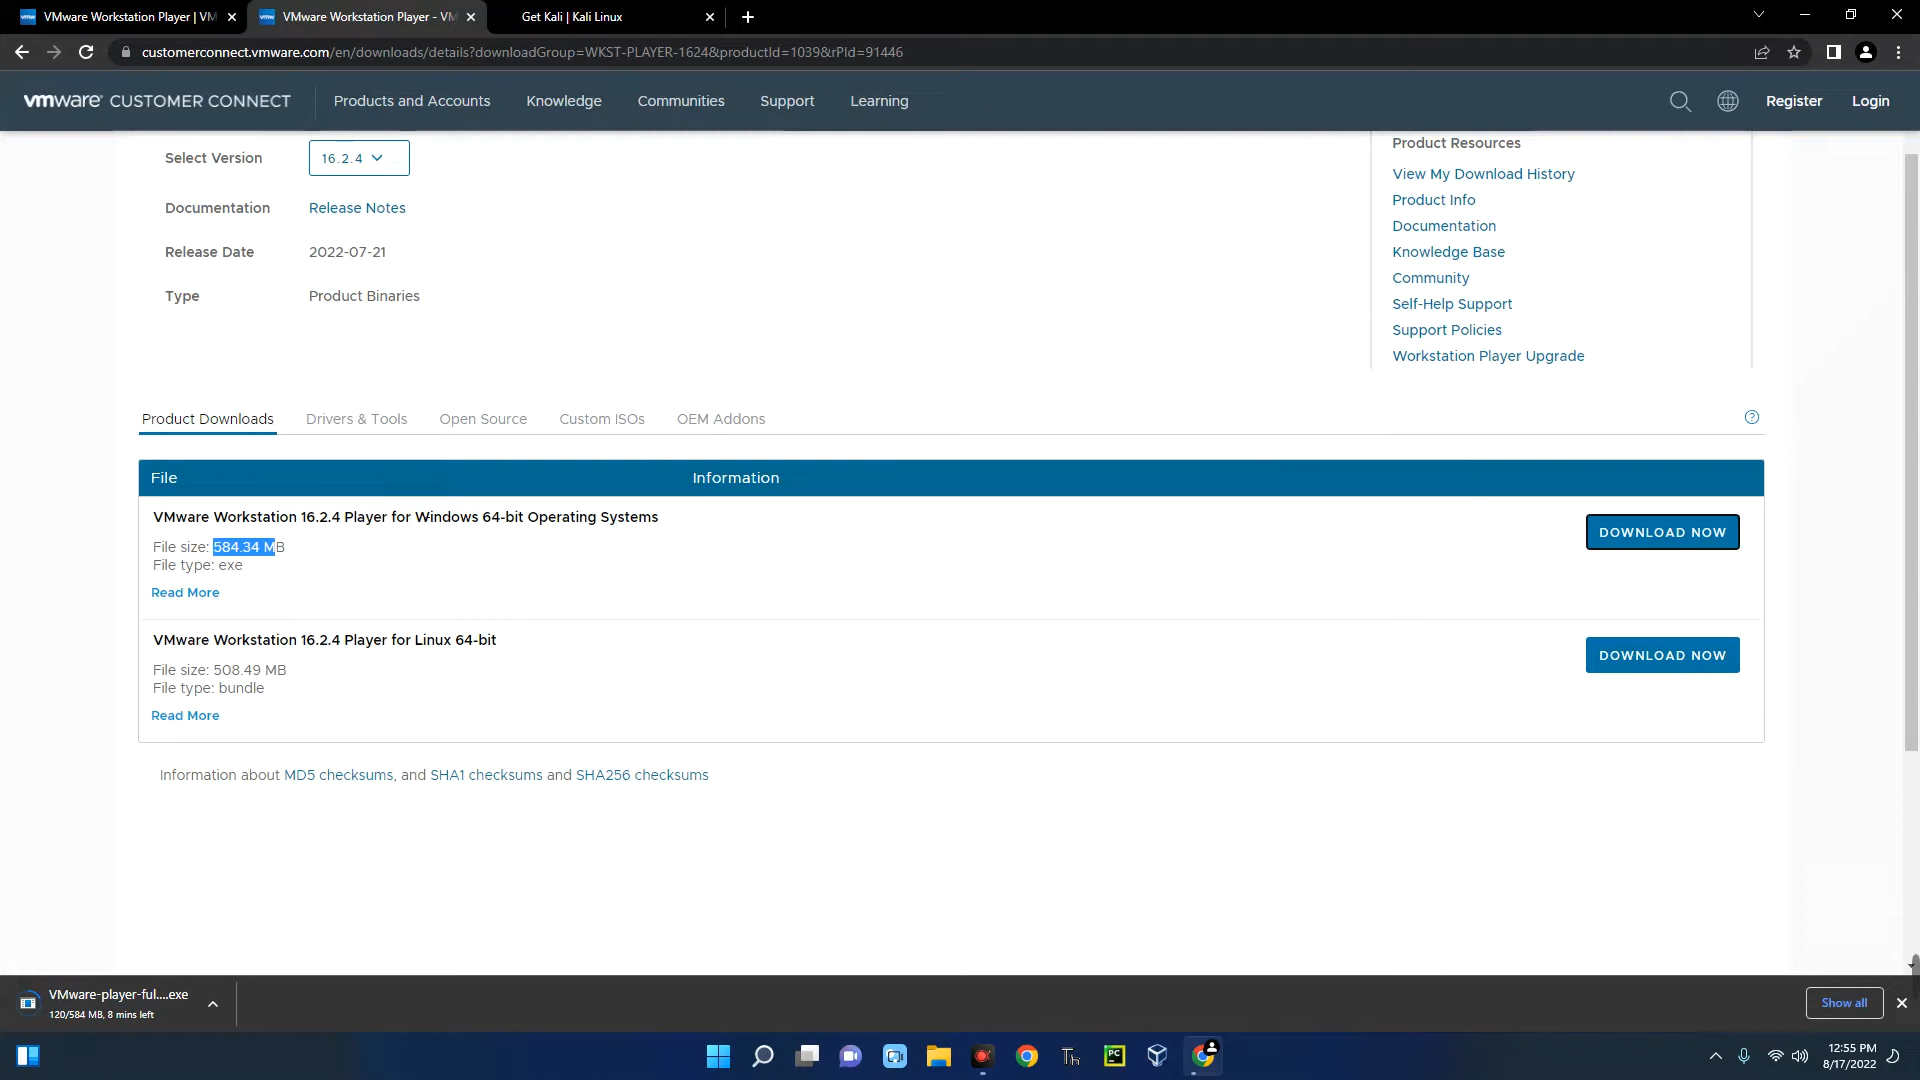 VMware Workstation Player | VM
VMware Workstation Player - VM
Get Kali | Kali Linux
customerconnect.vmware.com/en/downloads/details?downloadGroup=WKST-PLAYER-1624&productId=1039&rPId=91446
vmware CUSTOMER CONNECT
Products and Accounts
Knowledge
Communities
Support
Learning
Register
Login
Select Version
16.2.4
Documentation
Release Notes
Release Date
2022-07-21
Type
Product Binaries
Product Resources
View My Download History
Product Info
Documentation
Knowledge Base
Community
Self-Help Support
Support Policies
Workstation Player Upgrade
Product Downloads
Drivers & Tools
Open Source
Custom ISOs
OEM Addons
File
Information
VMware Workstation 16.2.4 Player for Windows 64-bit Operating Systems
File size: 584.34 MB
File type: exe
Read More
DOWNLOAD NOW
VMware Workstation 16.2.4 Player for Linux 64-bit
File size: 508.49 MB
File type: bundle
Read More
DOWNLOAD NOW
Information about MD5 checksums, and SHA1 checksums and SHA256 checksums
VMware-player-ful....exe
120/584 MB, 8 mins left
Show all
Th
PC
12:55 PM
8/17/2022